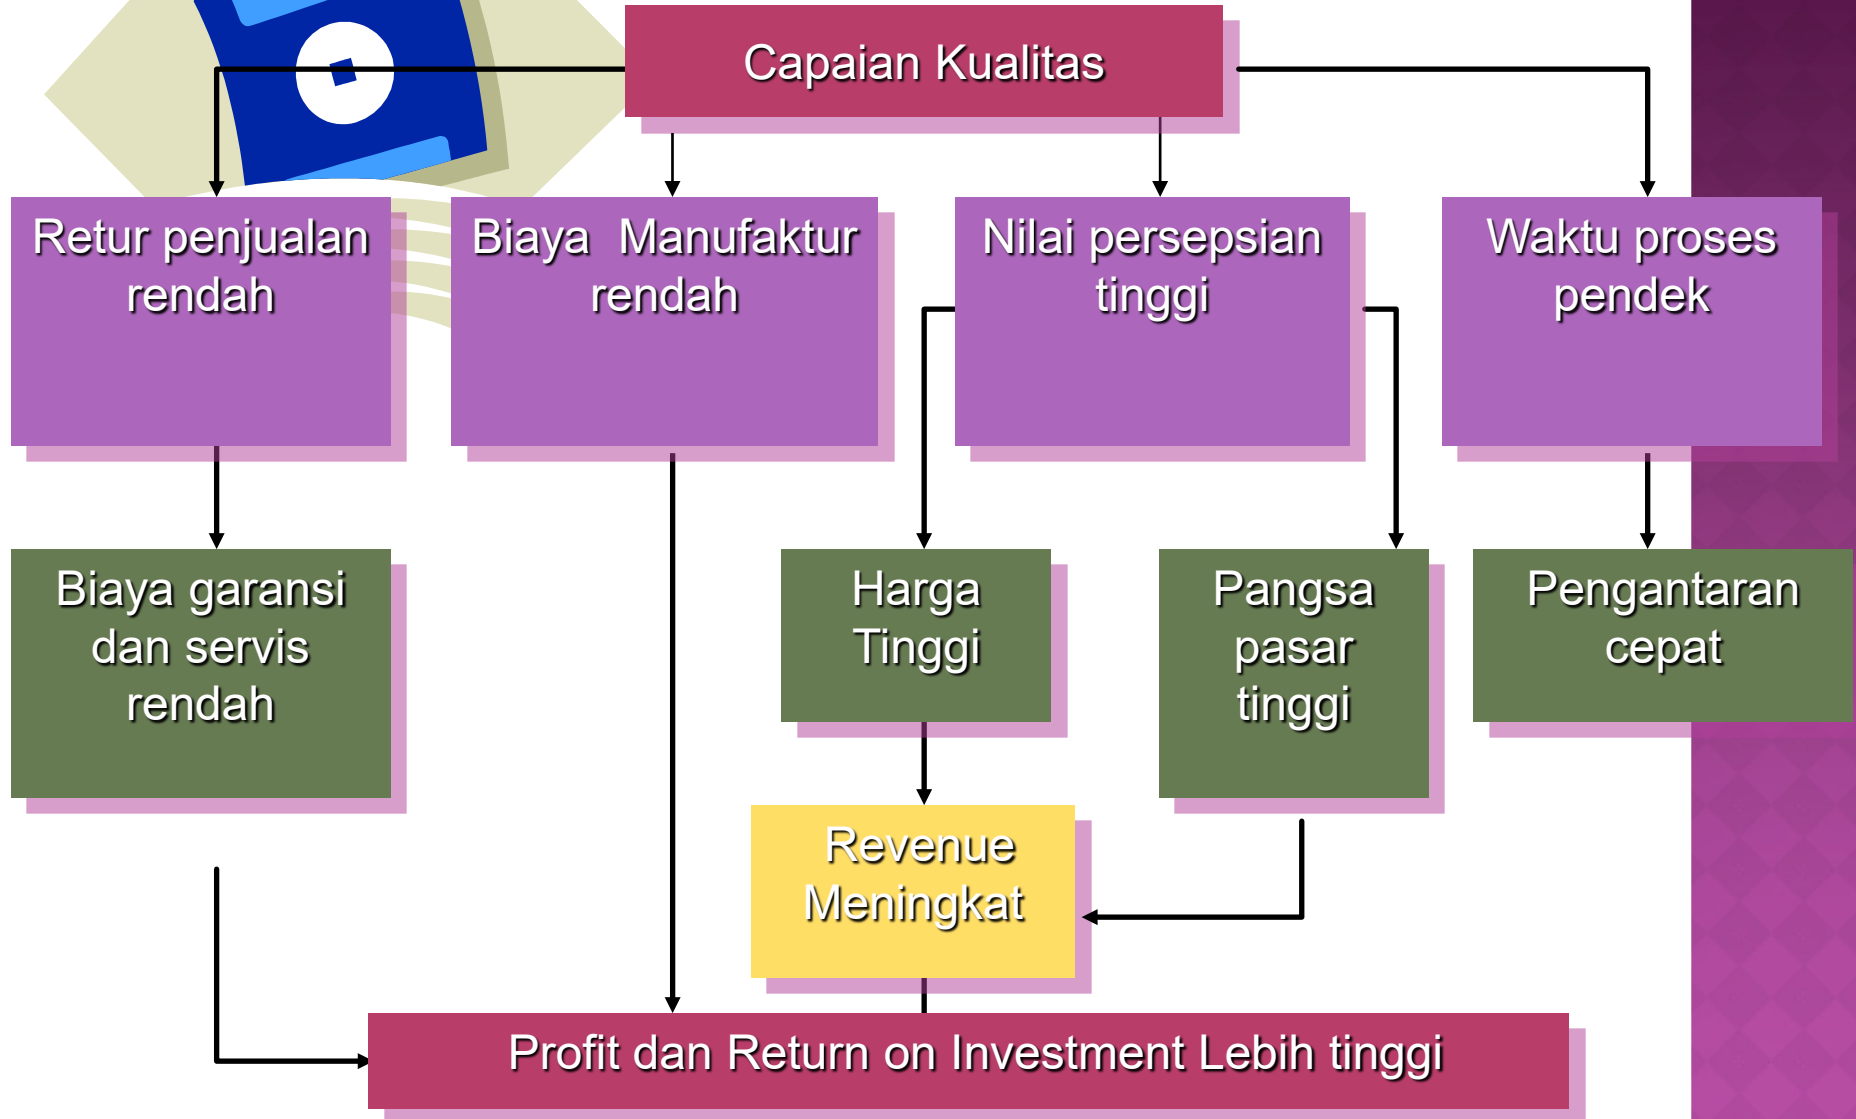 Capaian Kualitas
Retur penjualan
rendah
Biaya Manufaktur
rendah
Nilai persepsian
tinggi
Waktu proses
pendek
Biaya garansi
dan servis
rendah
Harga
Tinggi
Pangsa
pasar
tinggi
Pengantaran
cepat
Revenue
Meningkat
Profit dan Return on Investment Lebih tinggi